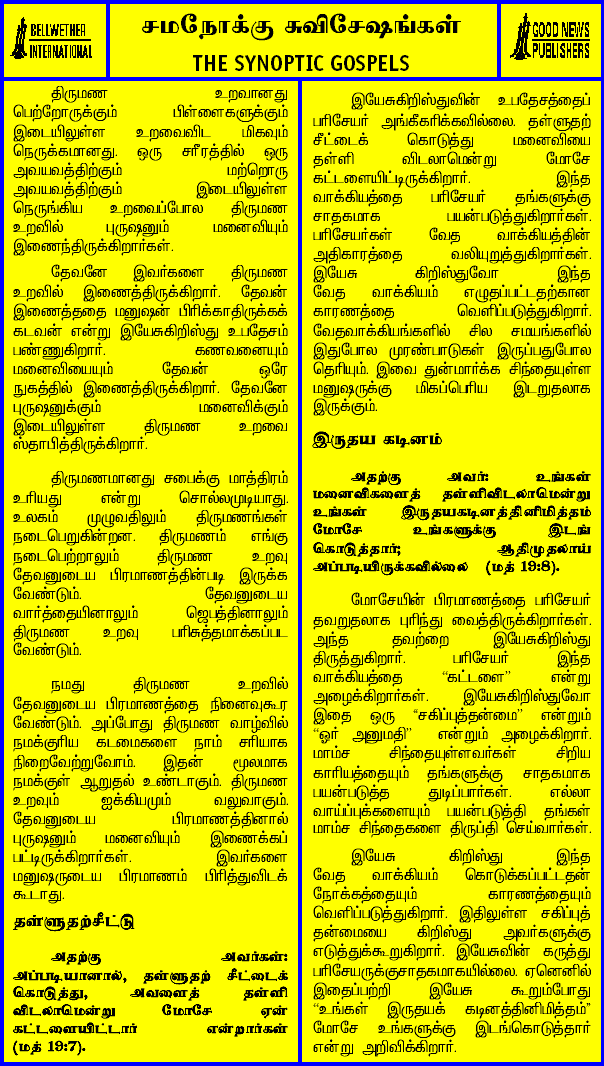 BELLWETHER
INTERNATIONAL
சமநோக்கு சுவிசேஷங்கள்
THE SYNOPTIC GOSPELS
GOOD NEWS
PUBLISHERS
திருமண உறவானது
பெற்றோருக்கும் பிள்ளைகளுக்கும்
இடையிலுள்ள உறவைவிட மிகவும்
நெருக்கமானது. ஒரு சரீரத்தில் ஒரு
அவயவத்திற்கும் மற்றொரு
அவயவத்திற்கும் இடையிலுள்ள
நெருங்கிய உறவைப்போல திருமண
உறவில் புருஷனும் மனைவியும்
இணைந்திருக்கிறார்கள்.
தேவனே இவர்களை திருமண
உறவில் இணைத்திருக்கிறார். தேவன்
இணைத்ததை மனுஷன் பிரிக்காதிருக்கக்
கடவன் என்று இயேசுகிறிஸ்து உபதேசம்
பண்ணுகிறார். கணவனையும்
மனைவியையும் தேவன் ஒரே
நுகத்தில் இணைத்திருக்கிறார். தேவனே
புருஷனுக்கும் மனைவிக்கும்
இடையிலுள்ள திருமண உறவை
ஸ்தாபித்திருக்கிறார்.
திருமணமானது சபைக்கு மாத்திரம்
உரியது என்று சொல்லமுடியாது.
உலகம் முழுவதிலும் திருமணங்கள்
நடைபெறுகின்றன. திருமணம் எங்கு
நடைபெற்றாலும் திருமண உறவு
தேவனுடைய பிரமாணத்தின்படி இருக்க
வேண்டும். தேவனுடைய
வார்த்தையினாலும் ஜெபத்தினாலும்
திருமண உறவு பரிசுத்தமாக்கப்பட
வேண்டும்.
நமது திருமண உறவில்
தேவனுடைய பிரமாணத்தை நினைவுகூர
வேண்டும். அப்போது திருமண வாழ்வில்
நமக்குரிய கடமைகளை நாம் சரியாக
நிறைவேற்றுவோம். இதன் மூலமாக
நமக்குள் ஆறுதல் உண்டாகும். திருமண
உறவும் ஐக்கியமும் வலுவாகும்.
தேவனுடைய பிரமாணத்தினால்
புருஷனும் மனைவியும் இணைக்கப்
பட்டிருக்கிறார்கள். இவர்களை
மனுஷருடைய பிரமாணம் பிரித்துவிடக்
கூடாது.
தள்ளுதற்சீட்டு
அதற்கு அவர்கள்:
அப்படியானால், தள்ளுதற் சீட்டைக்
கொடுத்து, அவளைத் தள்ளி
விடலாமென்று மோசே ஏன்
கட்டளையிட்டார் என்றார்கள்
(மத் 19:7).
இயேசுகிறிஸ்துவின் உபதேசத்தைப்
பரிசேயர் அங்கீகரிக்கவில்லை. தள்ளுதற்
சீட்டைக் கொடுத்து மனைவியை
தள்ளி விடலாமென்று மோசே
கட்டளையிட்டிருக்கிறார். இந்த
வாக்கியத்தை பரிசேயர் தங்களுக்கு
சாதகமாக பயன்படுத்துகிறார்கள்.
பரிசேயர்கள் வேத வாக்கியத்தின்
அதிகாரத்தை வலியுறுத்துகிறார்கள்.
இயேசு கிறிஸ்துவோ இந்த
வேத வாக்கியம் எழுதப்பட்டதற்கான
காரணத்தை வெளிப்படுத்துகிறார்.
வேதவாக்கியங்களில் சில சமயங்களில்
இதுபோல முரண்பாடுகள் இருப்பதுபோல
தெரியும். இவை துன்மார்க்க சிந்தையுள்ள
மனுஷருக்கு மிகப்பெரிய இடறுதலாக
இருக்கும்.
இருதய கடினம்
அதற்கு அவர்: உங்கள்
மனைவிகளைத் தள்ளிவிடலாமென்று
உங்கள் இருதயகடினத்தினிமித்தம்
மோசே உங்களுக்கு இடங்
கொடுத்தார்; ஆதிமுதலாய்
அப்படியிருக்கவில்லை (மத் 19:8).
மோசேயின் பிரமாணத்தை பரிசேயர்
தவறுதலாக புரிந்து வைத்திருக்கிறார்கள்.
அந்த தவற்றை இயேசுகிறிஸ்து
திருத்துகிறார். பரிசேயர் இந்த
வாக்கியத்தை “கட்டளை” என்று
அழைக்கிறார்கள். இயேசுகிறிஸ்துவோ
இதை ஒரு “சகிப்புத்தன்மை” என்றும்
“ஓர் அனுமதி” என்றும் அழைக்கிறார்.
மாம்ச சிந்தையுள்ளவர்கள் சிறிய
காரியத்தையும் தங்களுக்கு சாதகமாக
பயன்படுத்த துடிப்பார்கள். எல்லா
வாய்ப்புக்களையும் பயன்படுத்தி தங்கள்
மாம்ச சிந்தைகளை திருப்தி செய்வார்கள்.
இயேசு கிறிஸ்து இந்த
வேத வாக்கியம் கொடுக்கப்பட்டதன்
நோக்கத்தையும் காரணத்தையும்
வெளிப்படுத்துகிறார். இதிலுள்ள சகிப்புத்
தன்மையை கிறிஸ்து அவர்களுக்கு
எடுத்துக்கூறுகிறார். இயேசுவின் கருத்து
பரிசேயருக்குசாதகமாகயில்லை. ஏனெனில்
இதைப்பற்றி இயேசு கூறும்போது
“உங்கள் இருதயக் கடினத்தினிமித்தம்”
மோசே உங்களுக்கு இடங்கொடுத்தார்
என்று அறிவிக்கிறார்.